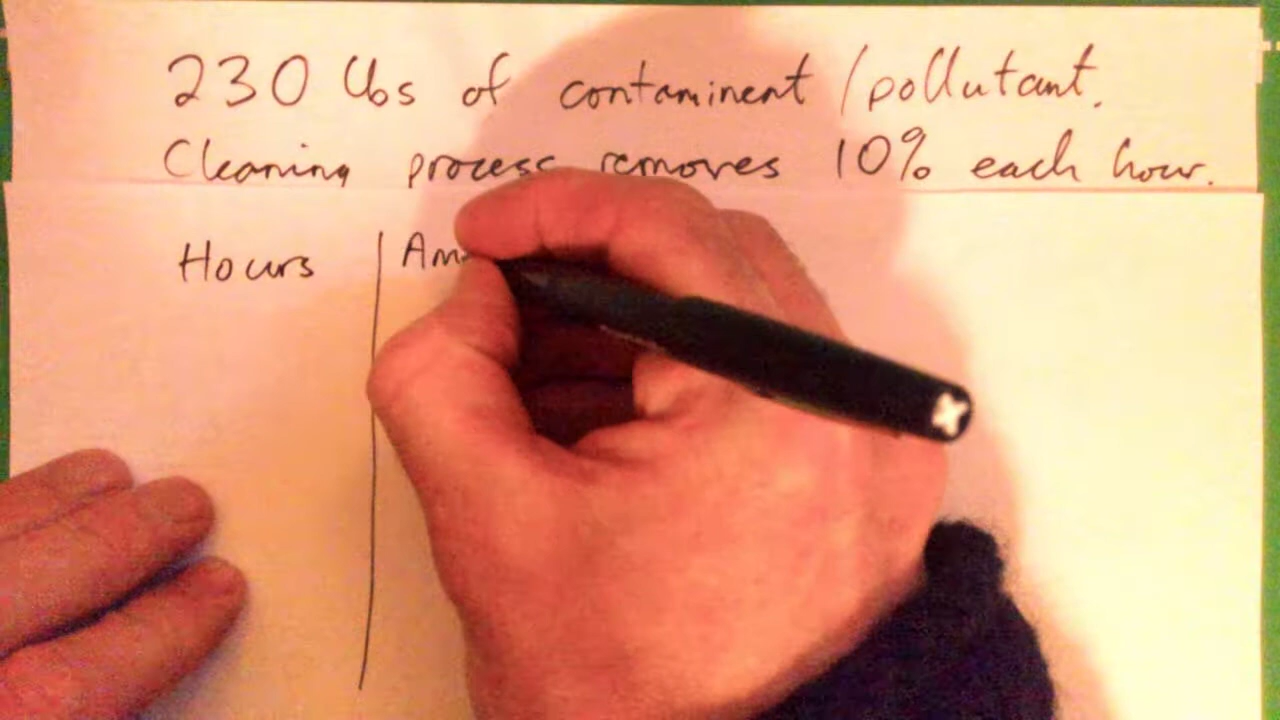 230 lbs of contaminent / pollutant.
Cleaning process removes 10% each hour.
Hours Am